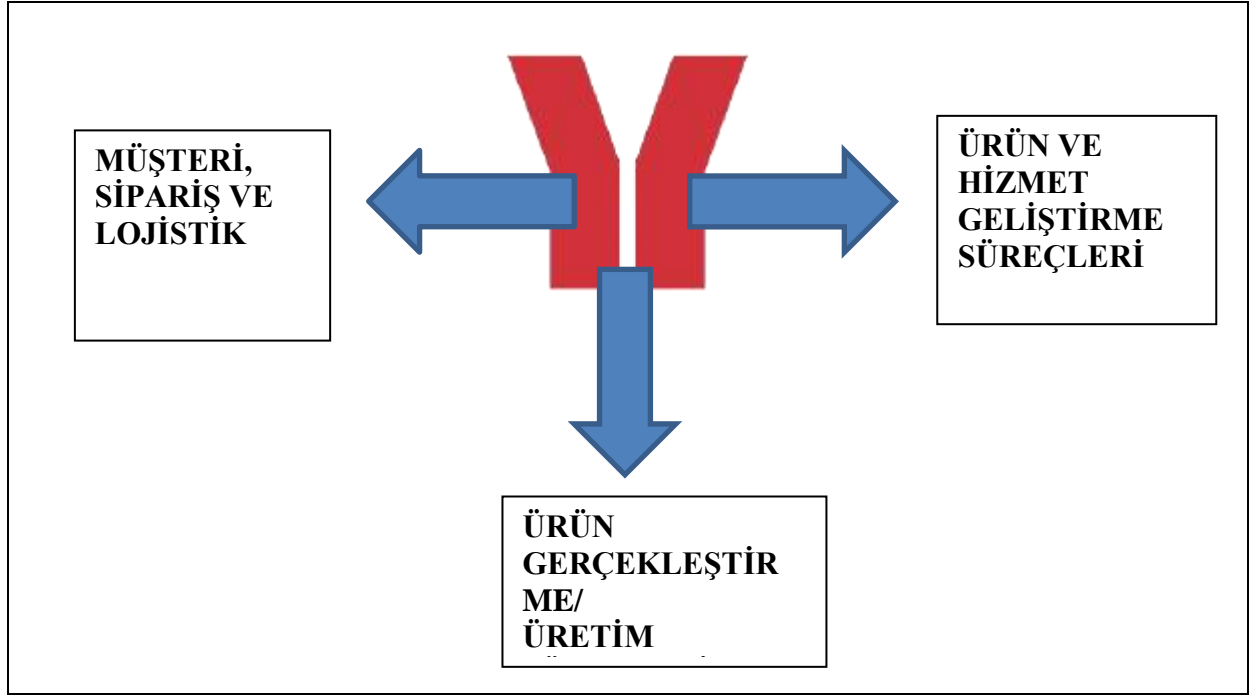 MÜŞTERİ,
SİPARİŞ VE
LOJİSTİK
ÜRÜN VE
HİZMET
GELİŞTİRME
SÜREÇLERİ
ÜRÜN
GERÇEKLEŞTİR
ME/
ÜRETİM